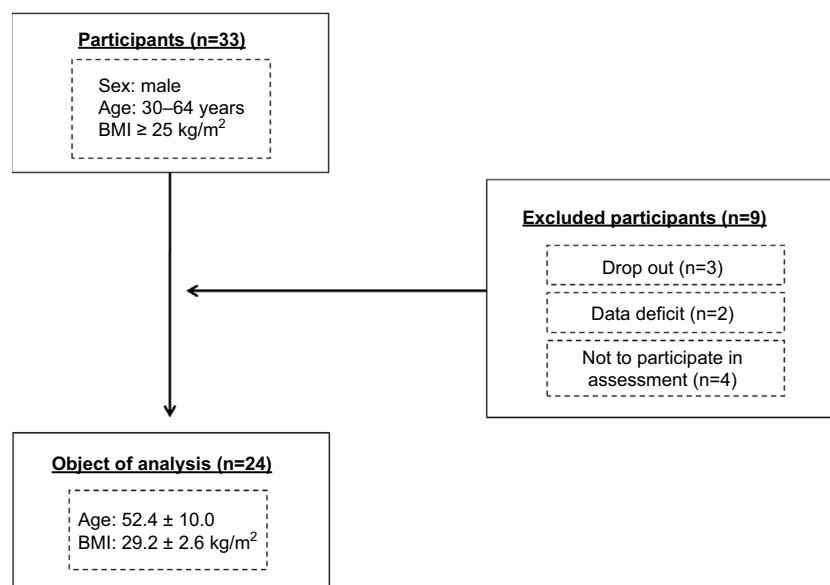 Participants (n=33)
Sex: male
Age: 30–64 years
BMI ≥ 25 kg/m²
Excluded participants (n=9)
Drop out (n=3)
Data deficit (n=2)
Not to participate in
assessment (n=4)
Object of analysis (n=24)
Age: 52.4 ± 10.0
BMI: 29.2 ± 2.6 kg/m²